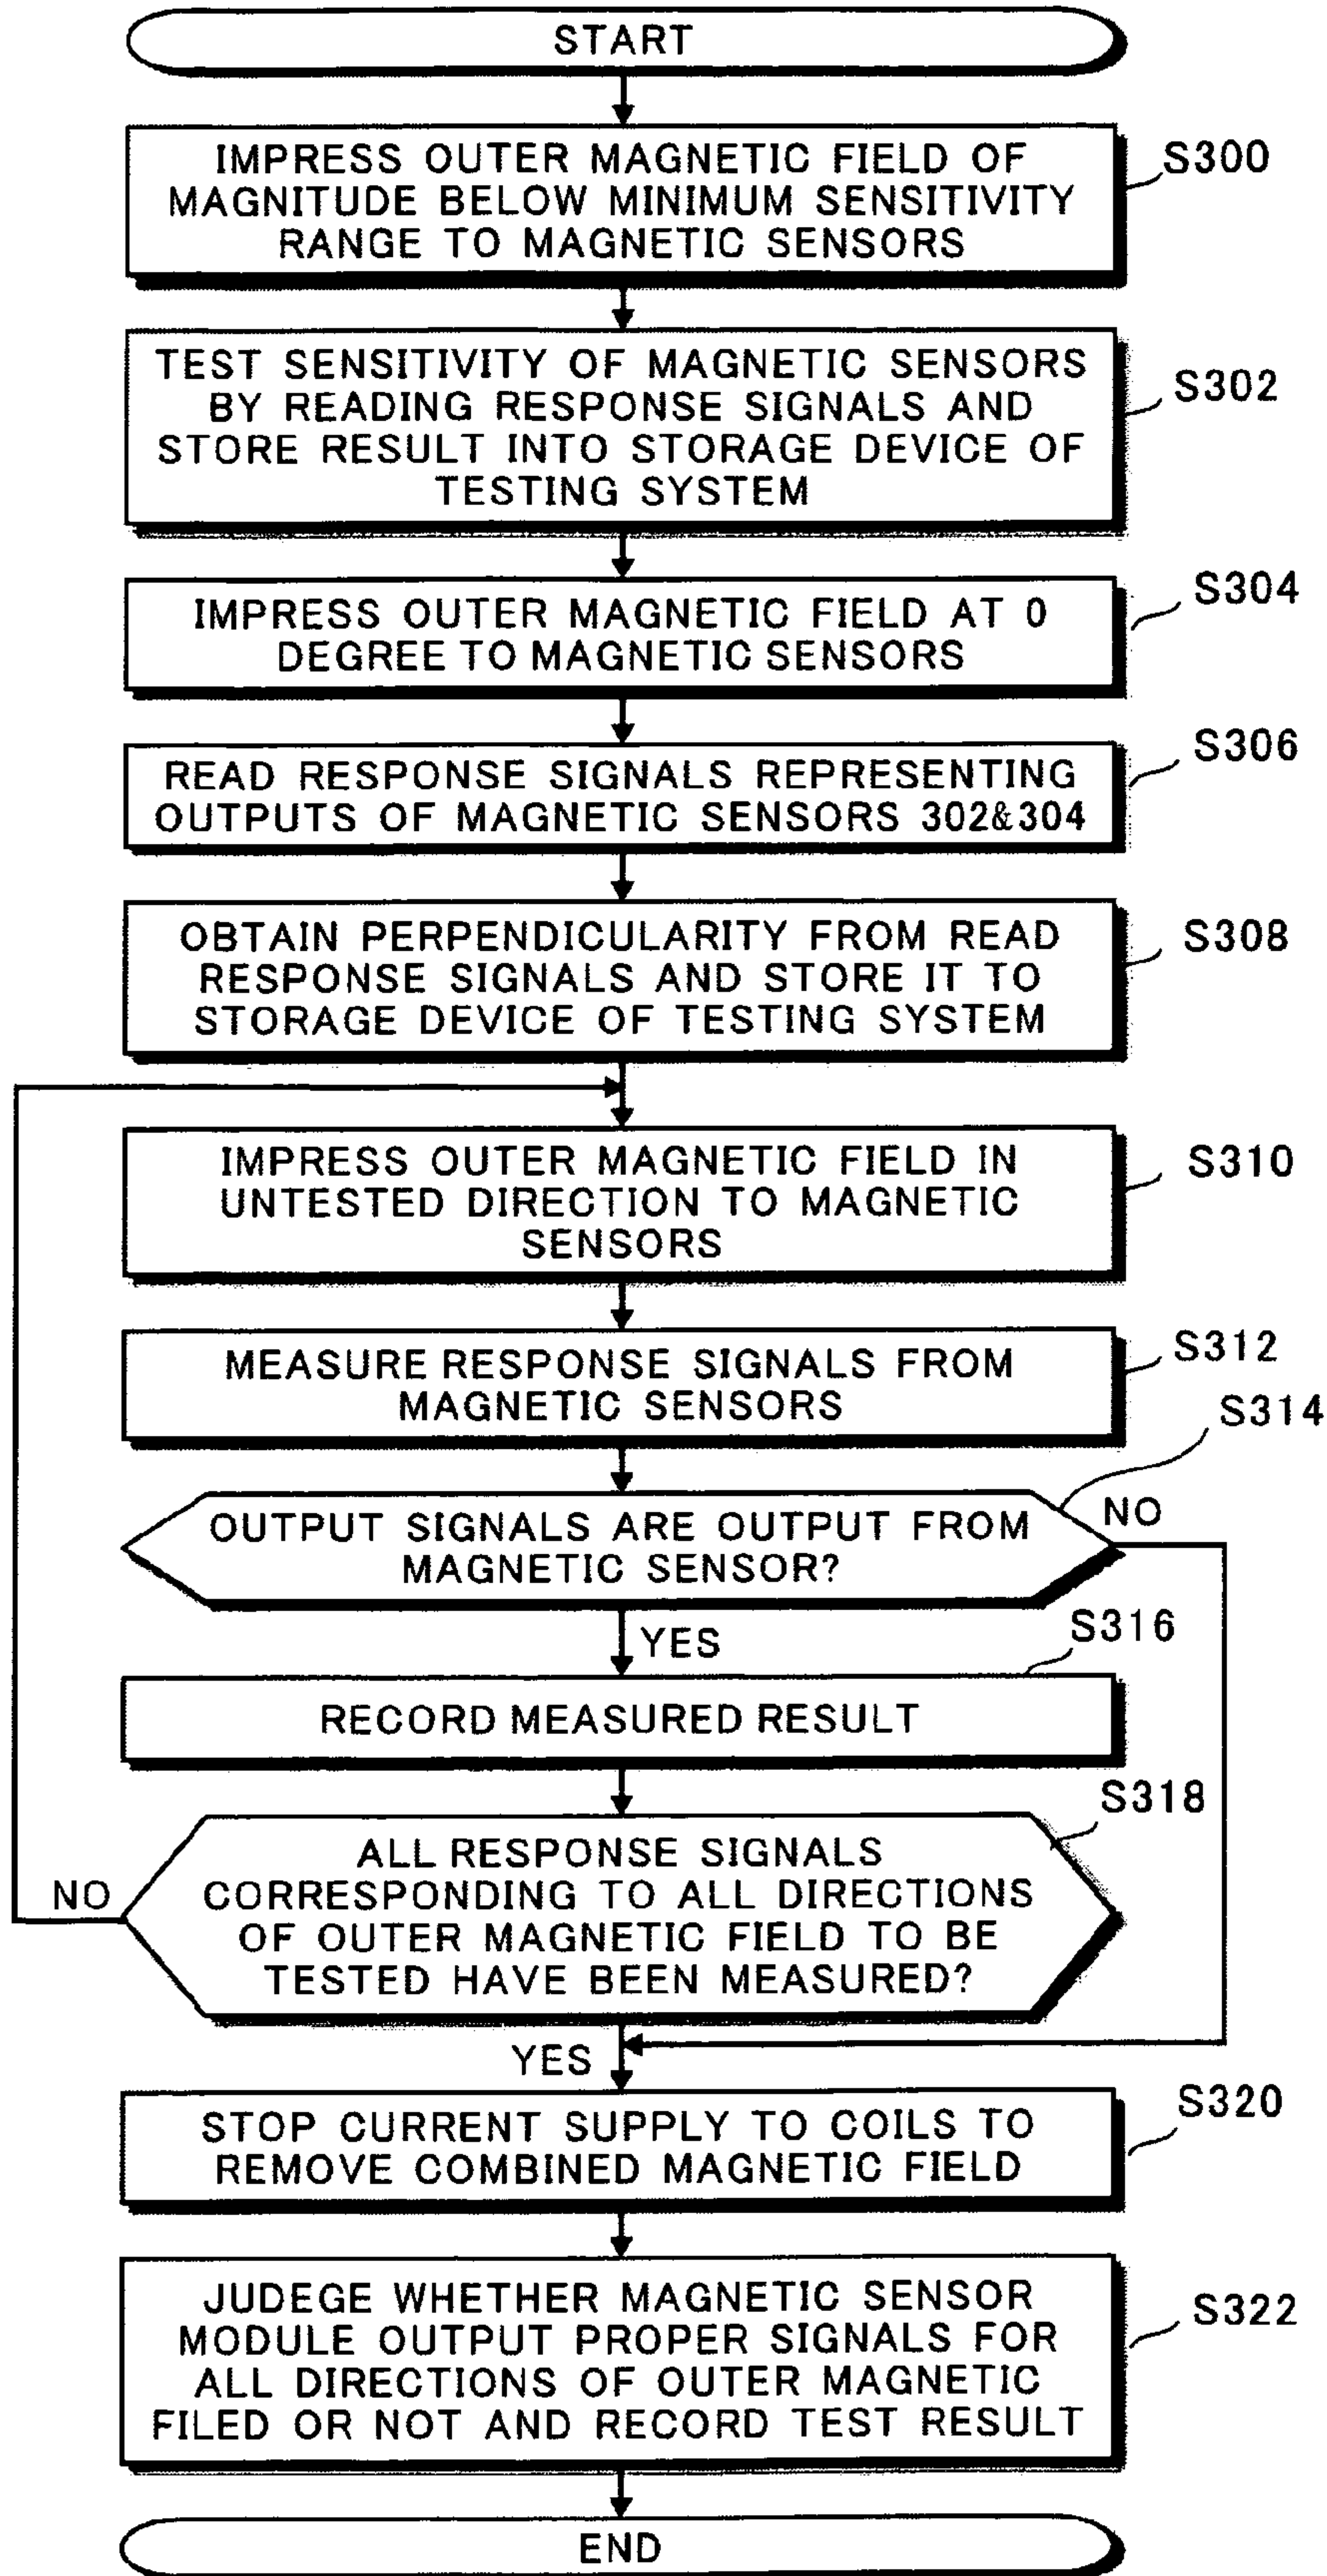 START
IMPRESS OUTER MAGNETIC FIELD OF
MAGNITUDE BELOW MINIMUM SENSITIVITY
RANGE TO MAGNETIC SENSORS
S300
TEST SENSITIVITY OF MAGNETIC SENSORS
BY READING RESPONSE SIGNALS AND
STORE RESULT INTO STORAGE DEVICE OF
TESTING SYSTEM
S302
IMPRESS OUTER MAGNETIC FIELD AT 0
DEGREE TO MAGNETIC SENSORS
S304
READ RESPONSE SIGNALS REPRESENTING
OUTPUTS OF MAGNETIC SENSORS 302&304
S306
OBTAIN PERPENDICULARITY FROM READ
RESPONSE SIGNALS AND STORE IT TO
STORAGE DEVICE OF TESTING SYSTEM
S308
IMPRESS OUTER MAGNETIC FIELD IN
UNTESTED DIRECTION TO MAGNETIC
SENSORS
S310
MEASURE RESPONSE SIGNALS FROM
MAGNETIC SENSORS
S312
S314
OUTPUT SIGNALS ARE OUTPUT FROM
MAGNETIC SENSOR?
NO
YES
S316
RECORD MEASURED RESULT
S318
ALL RESPONSE SIGNALS
CORRESPONDING TO ALL DIRECTIONS
OF OUTER MAGNETIC FIELD TO BE
TESTED HAVE BEEN MEASURED?
NO
YES
STOP CURRENT SUPPLY TO COILS TO
REMOVE COMBINED MAGNETIC FIELD
S320
JUDEGE WHETHER MAGNETIC SENSOR
MODULE OUTPUT PROPER SIGNALS FOR
ALL DIRECTIONS OF OUTER MAGNETIC
FILED OR NOT AND RECORD TEST RESULT
S322
END